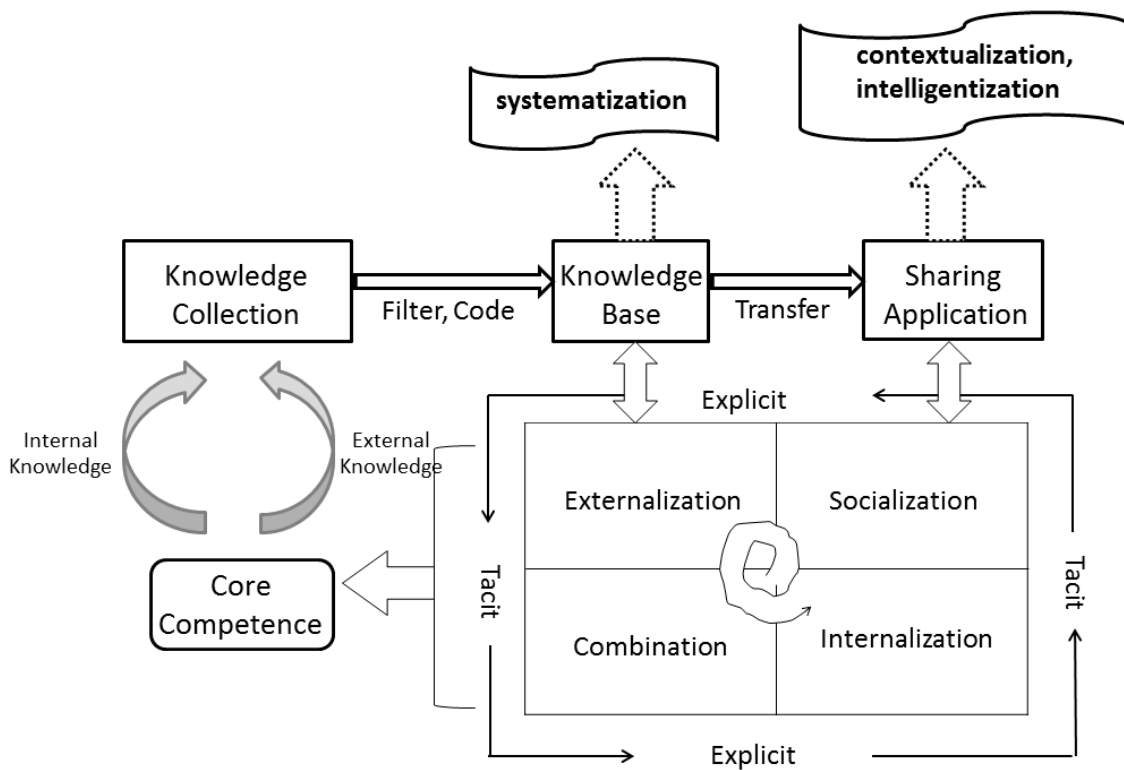 contextualization,
intelligentization
systematization
Knowledge
Collection
Filter, Code
Knowledge
Base
Transfer
Sharing
Application
Internal
Knowledge
External
Knowledge
Explicit
Externalization
Socialization
Tacit
Tacit
Core
Competence
Combination
Internalization
Explicit